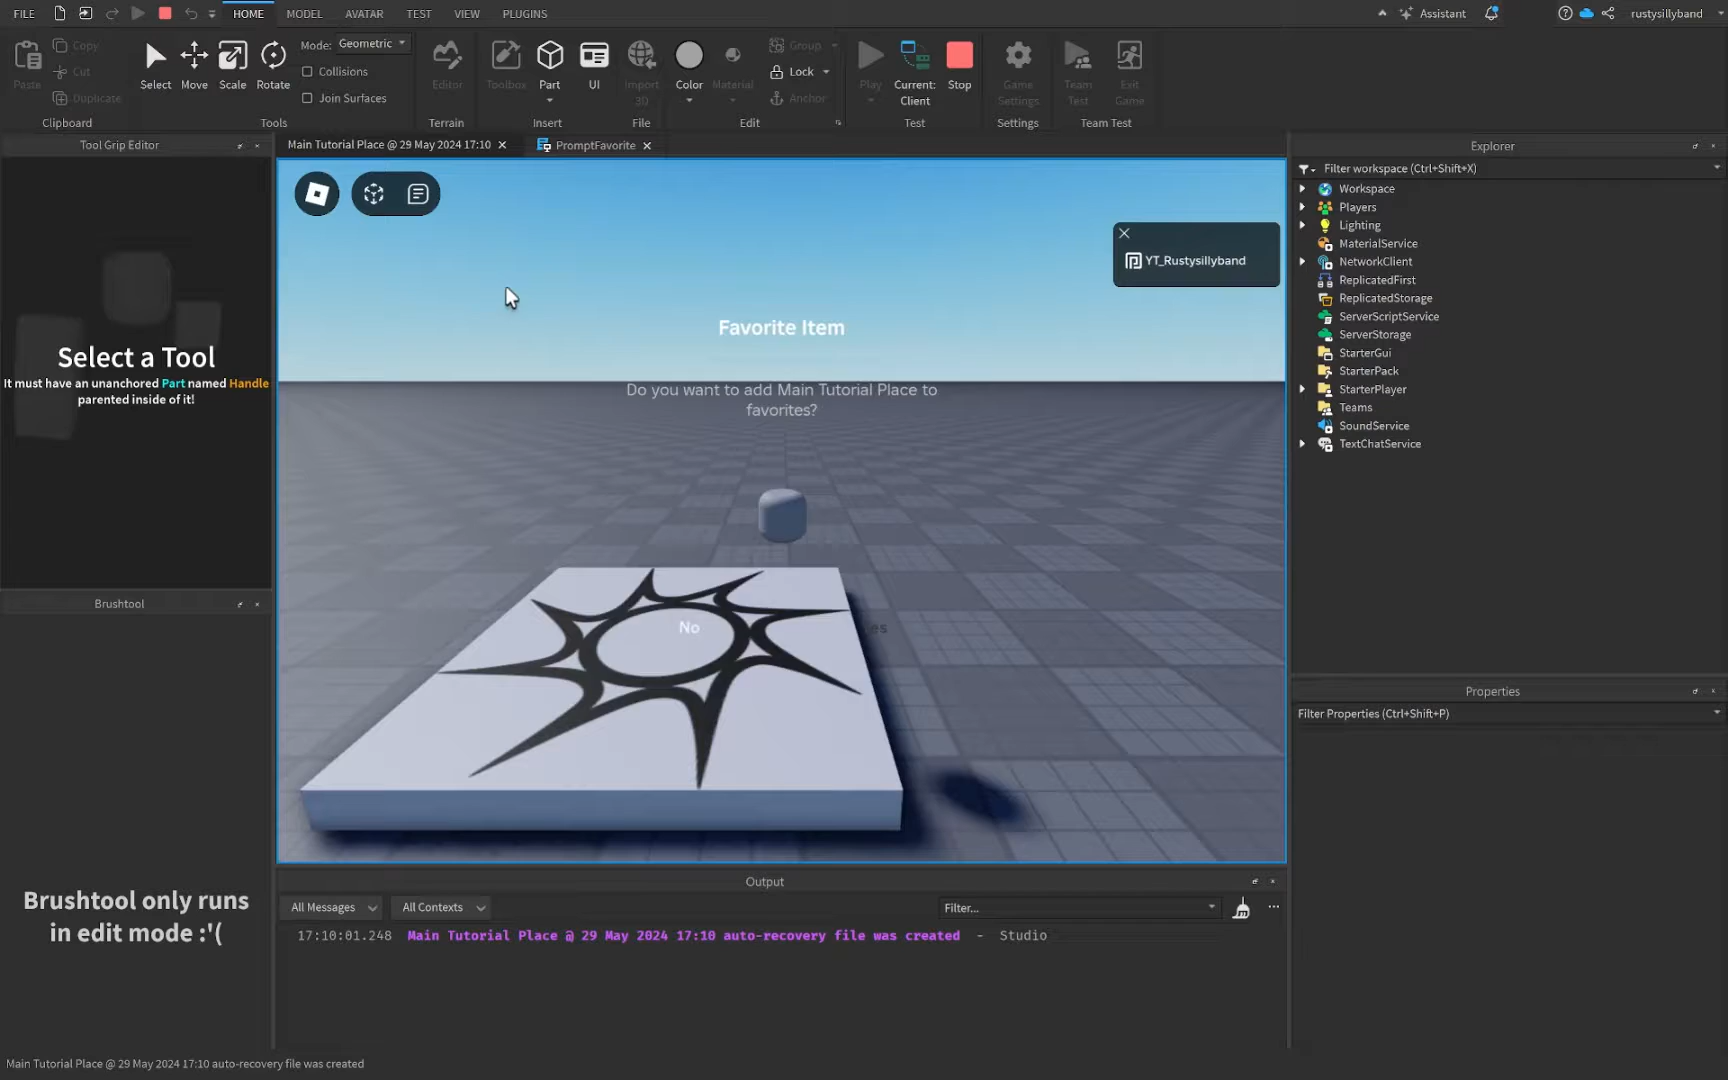 FILE
HOME
MODEL
AVATAR
TEST
VIEW
PLUGINS
Assistant
rustysillyband
Paste
Copy
Cut
Duplicate
Clipboard
Select
Move
Scale
Rotate
Mode: Geometric
Collisions
Join Surfaces
Tools
Editor
Terrain
Toolbox
Part
UI
Insert
Import
3D
File
Color
Material
Group
Lock
Anchor
Edit
Play
Current:
Client
Stop
Test
Game
Settings
Settings
Team
Test
Exit
Game
Team Test
Tool Grip Editor
Main Tutorial Place @ 29 May 2024 17:10
PromptFavorite
Explorer
Filter workspace (Ctrl+Shift+X)
Workspace
Players
Lighting
MaterialService
NetworkClient
ReplicatedFirst
ReplicatedStorage
ServerScriptService
ServerStorage
StarterGui
StarterPack
StarterPlayer
Teams
SoundService
TextChatService
YT_Rustysillyband
Favorite Item
Do you want to add Main Tutorial Place to
favorites?
No
Select a Tool
It must have an unanchored Part named Handle
parented inside of it!
Brushtool
Brushtool only runs
in edit mode :'(
Properties
Filter Properties (Ctrl+Shift+P)
Output
All Messages
All Contexts
Filter...
17:10:01.248 Main Tutorial Place @ 29 May 2024 17:10 auto-recovery file was created - Studio
Main Tutorial Place @ 29 May 2024 17:10 auto-recovery file was created